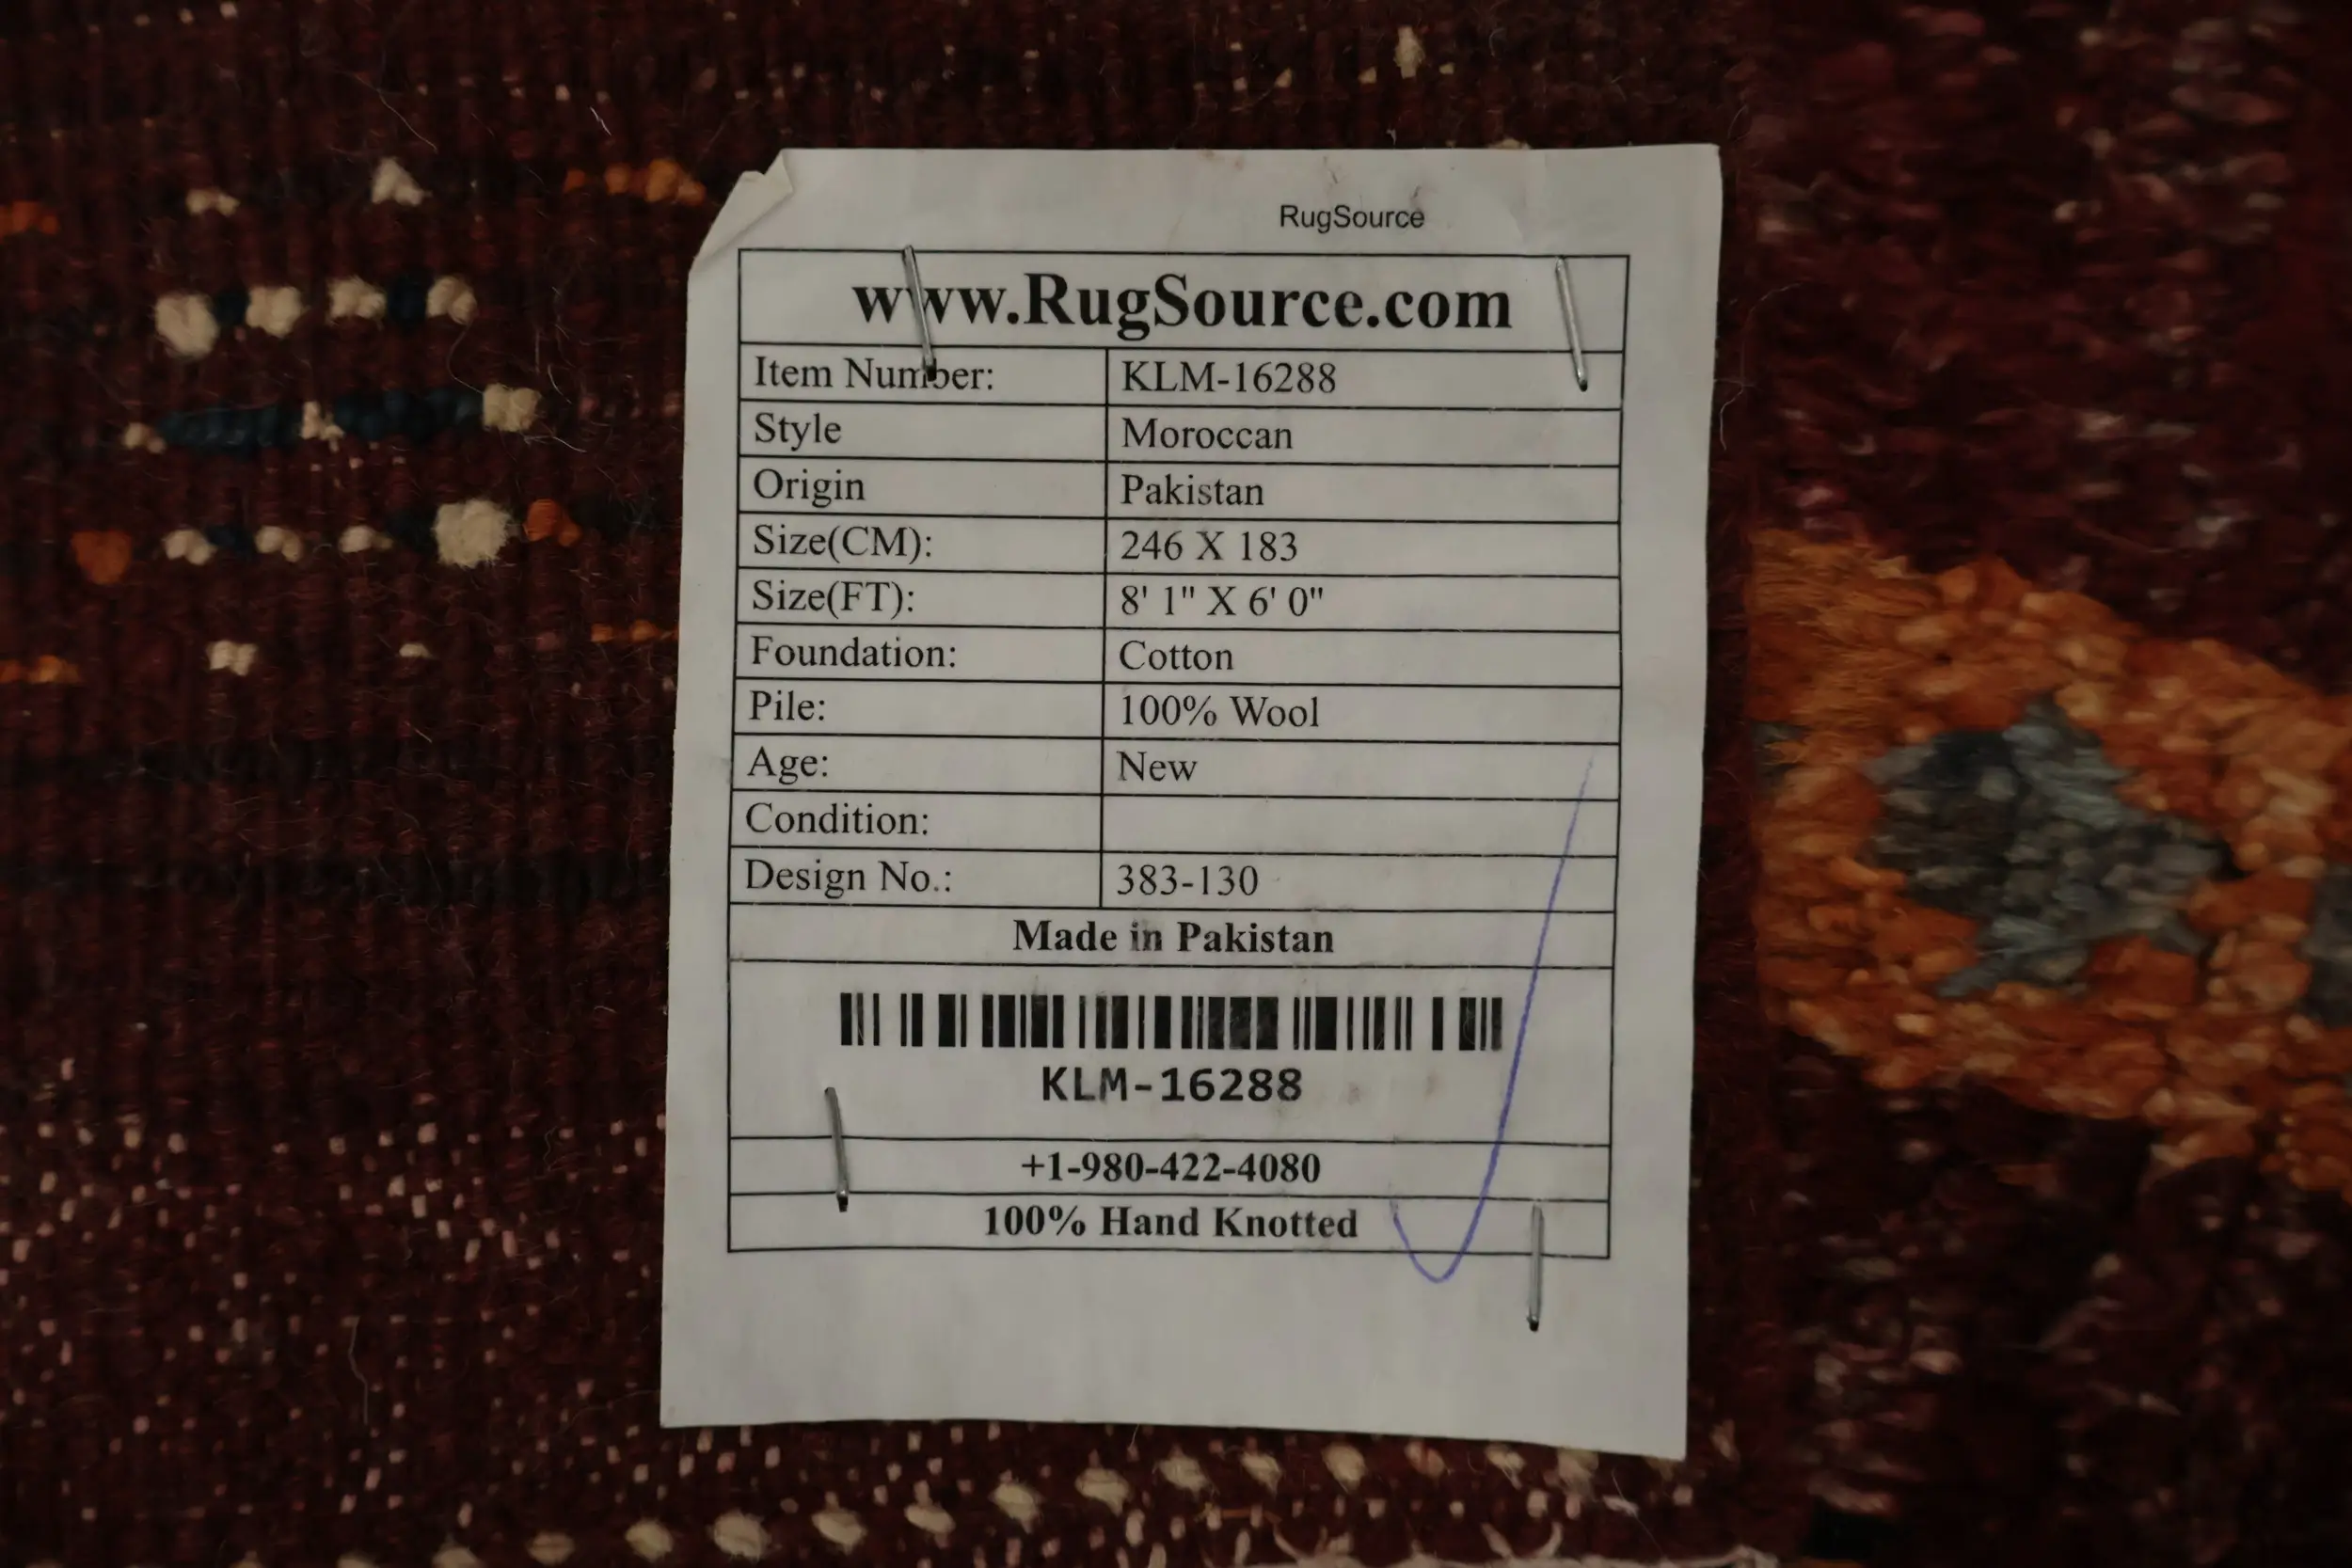 RugSource
www.RugSource.com
Item Number: KLM-16288
Style Moroccan
Origin Pakistan
Size(CM): 246 X 183
Size(FT): 8' 1" X 6' 0"
Foundation: Cotton
Pile: 100% Wool
Age: New
Condition:
Design No.: 383-130
Made in Pakistan
KLM-16288
+1-980-422-4080
100% Hand Knotted